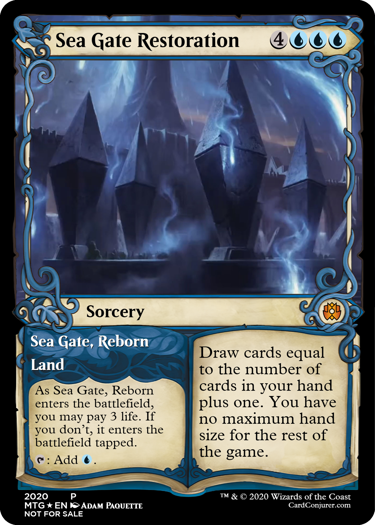 Sea Gate Restoration 4
Sorcery
Sea Gate, Reborn
Land
As Sea Gate, Reborn
enters the battlefield,
you may pay 3 life. If
you don't, it enters the
battlefield tapped.
: Add .
Draw cards equal
to the number of
cards in your hand
plus one. You have
no maximum hand
size for the rest of
the game.
2020 P
MTG ★ EN Adam Paquette
NOT FOR SALE
™ & © 2020 Wizards of the Coast
CardConjurer.com